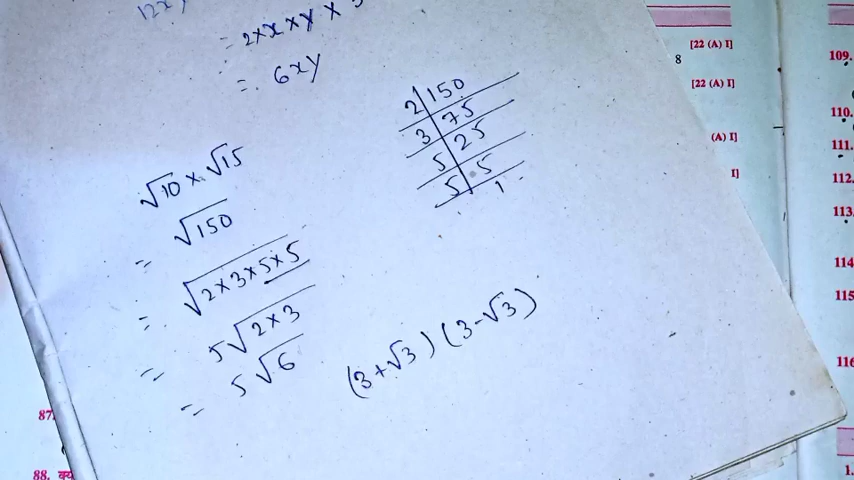 = 2×x×y×
= 6xy
√10 × √15
= √150
= √2×3×5×5
= 5√2×3
= 5√6
2 | 150
3 | 75
5 | 25
5 | 5
1
(3+√3) (3-√3)
[22 (A) I]
8
[22 (A) I]
(A) I]
I]
109.
110.
111.
112.
113.
114
115
116
1.
87.
88.